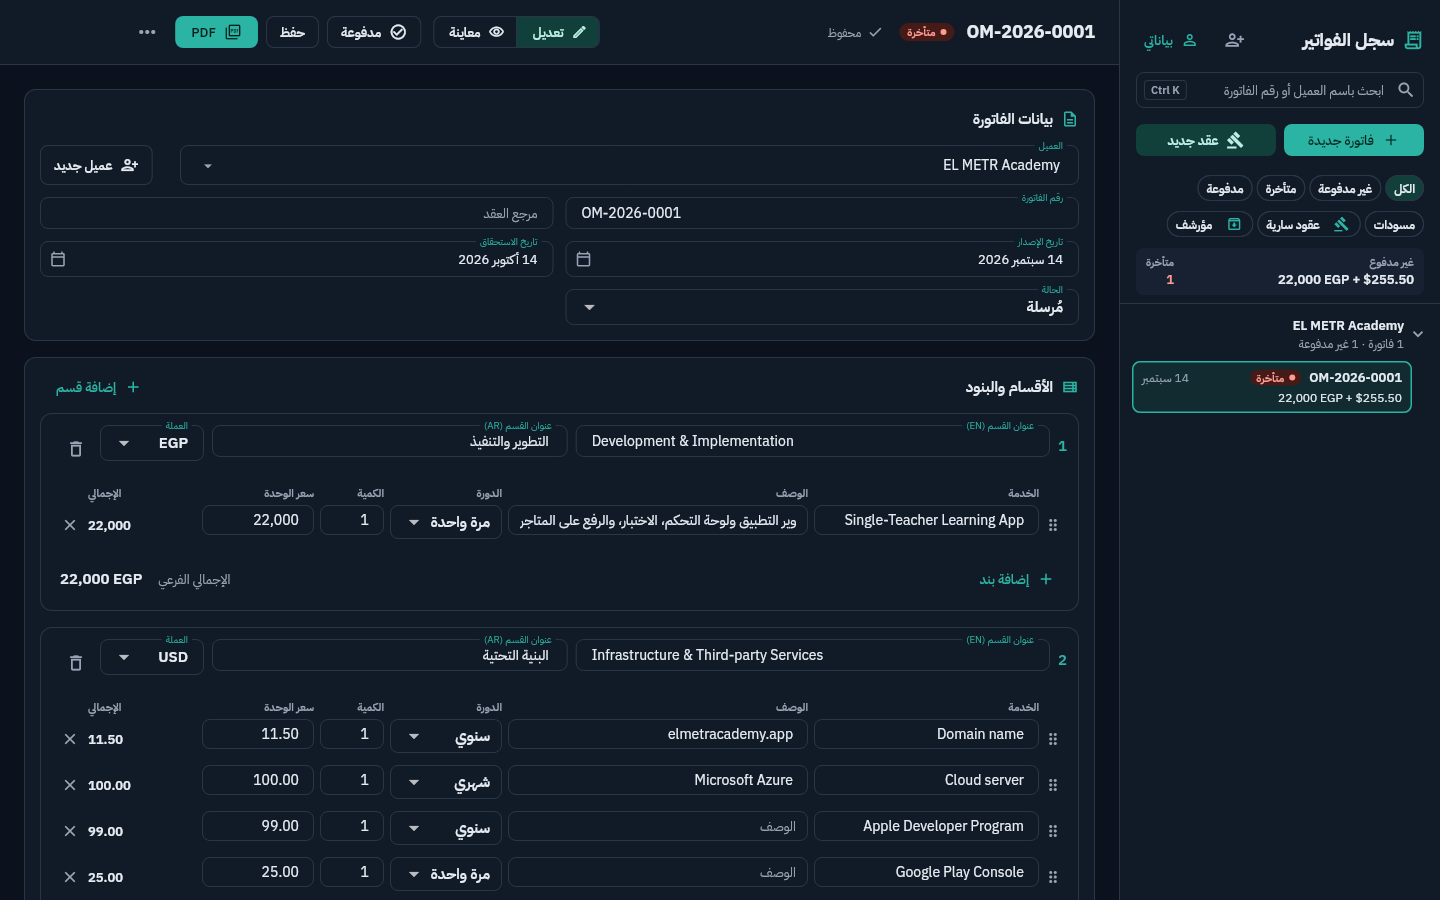 سجل الفواتير
بياناتي
ابحث باسم العميل أو رقم الفاتورة
Ctrl K
فاتورة جديدة
عقد جديد
الكل
غير مدفوعة
متأخرة
مدفوعة
مسودات
عقود سارية
مؤرشف
غير مدفوع
متأخرة
22,000 EGP + $255.50
1
EL METR Academy
1 فاتورة · 1 غير مدفوعة
OM-2026-0001
متأخرة
14 سبتمبر
22,000 EGP + $255.50
OM-2026-0001
متأخرة
محفوظ
تعديل
معاينة
مدفوعة
حفظ
PDF
بيانات الفاتورة
العميل
EL METR Academy
عميل جديد
رقم الفاتورة
OM-2026-0001
مرجع العقد
تاريخ الإصدار
14 سبتمبر 2026
تاريخ الاستحقاق
14 أكتوبر 2026
الحالة
مُرسلة
الأقسام والبنود
إضافة قسم
1
عنوان القسم (EN)
Development & Implementation
عنوان القسم (AR)
التطوير والتنفيذ
العملة
EGP
الخدمة
الوصف
الدورة
الكمية
سعر الوحدة
الإجمالي
Single-Teacher Learning App
وير التطبيق ولوحة التحكم، الاختبار، والرفع على المتاجر
مرة واحدة
1
22,000
22,000
إضافة بند
الإجمالي الفرعي
22,000 EGP
2
عنوان القسم (EN)
Infrastructure & Third-party Services
عنوان القسم (AR)
البنية التحتية
العملة
USD
الخدمة
الوصف
الدورة
الكمية
سعر الوحدة
الإجمالي
Domain name
elmetracademy.app
سنوي
1
11.50
11.50
Cloud server
Microsoft Azure
شهري
1
100.00
100.00
Apple Developer Program
الوصف
سنوي
1
99.00
99.00
Google Play Console
الوصف
مرة واحدة
1
25.00
25.00